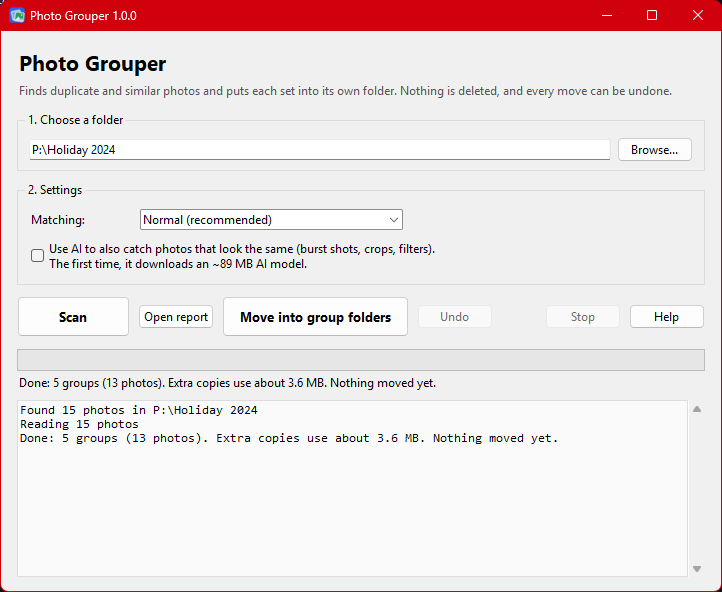 Photo Grouper 1.0.0
Photo Grouper
Finds duplicate and similar photos and puts each set into its own folder. Nothing is deleted, and every move can be undone.
1. Choose a folder
P:\Holiday 2024
Browse...
2. Settings
Matching:
Normal (recommended)
Use AI to also catch photos that look the same (burst shots, crops, filters).
The first time, it downloads an ~89 MB AI model.
Scan
Open report
Move into group folders
Undo
Stop
Help
Done: 5 groups (13 photos). Extra copies use about 3.6 MB. Nothing moved yet.
Found 15 photos in P:\Holiday 2024
Reading 15 photos
Done: 5 groups (13 photos). Extra copies use about 3.6 MB. Nothing moved yet.